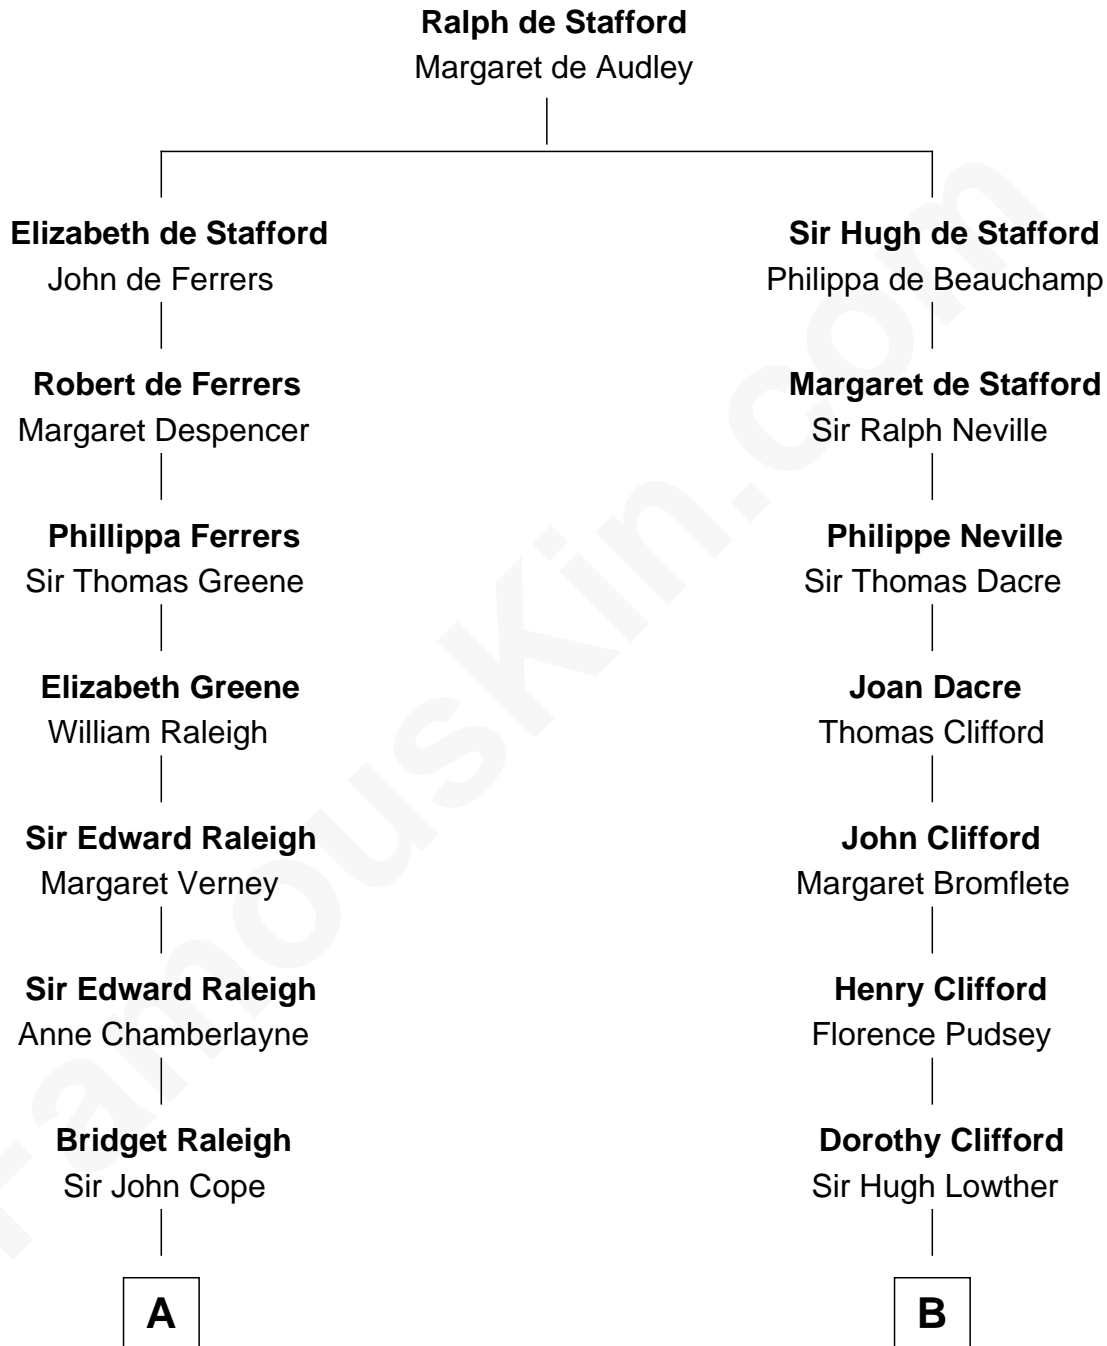 Ralph de Stafford
Margaret de Audley
Elizabeth de Stafford
John de Ferrers
Sir Hugh de Stafford
Philippa de Beauchamp
Robert de Ferrers
Margaret Despencer
Margaret de Stafford
Sir Ralph Neville
Phillippa Ferrers
Sir Thomas Greene
Philippe Neville
Sir Thomas Dacre
Elizabeth Greene
William Raleigh
Joan Dacre
Thomas Clifford
Sir Edward Raleigh
Margaret Verney
John Clifford
Margaret Bromflete
Sir Edward Raleigh
Anne Chamberlayne
Henry Clifford
Florence Pudsey
Bridget Raleigh
Sir John Cope
Dorothy Clifford
Sir Hugh Lowther
A
B
FamousKin.com